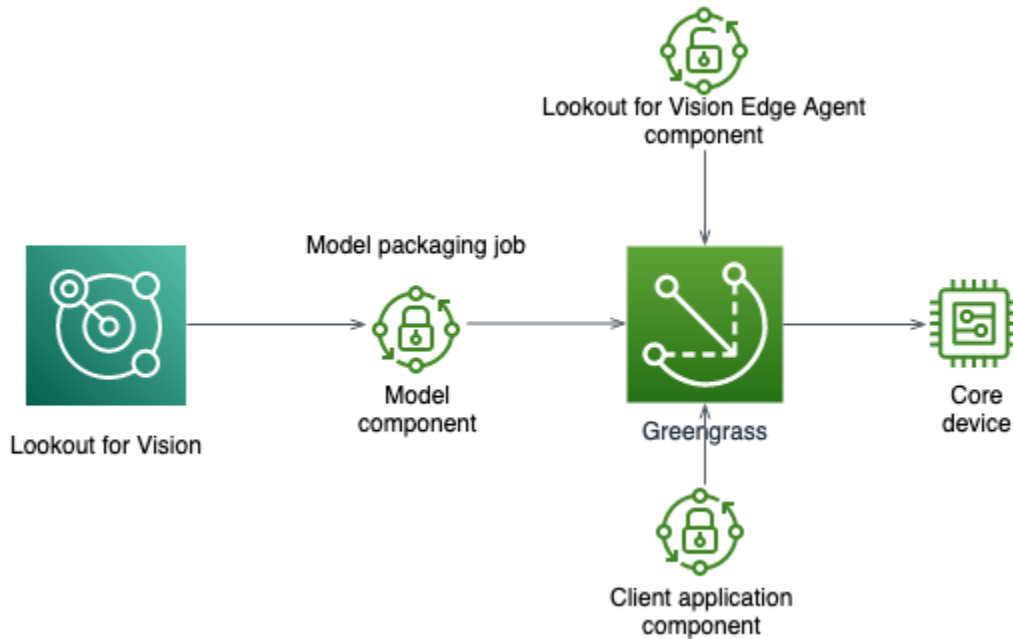 Lookout for Vision Edge Agent
component
Model packaging job
Model
component
Lookout for Vision
Greengrass
Core
device
Client application
component